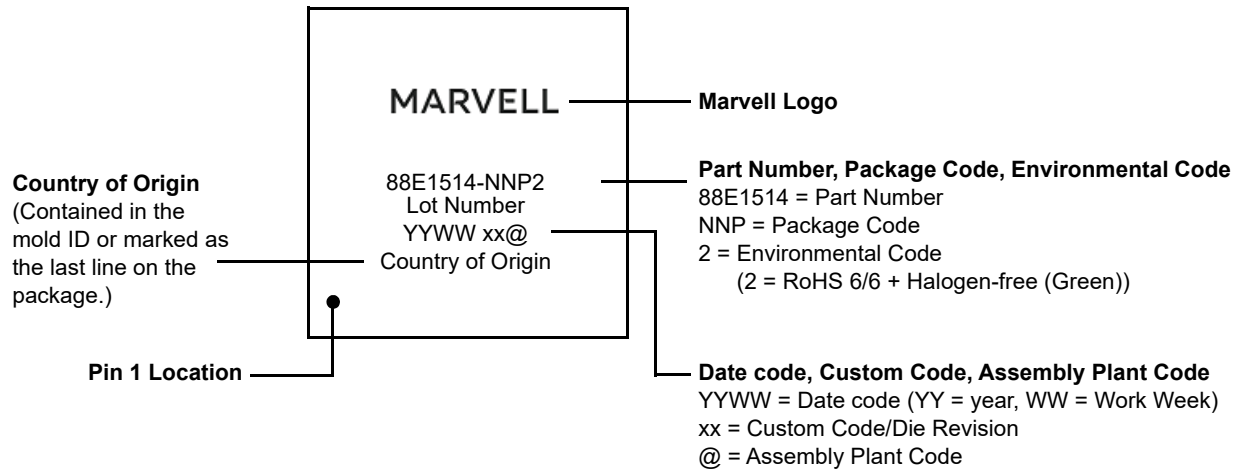 MARVELL
Marvell Logo
Country of Origin
(Contained in the
mold ID or marked as
the last line on the
package.)
88E1514-NNP2
Lot Number
YYWW xx@
Country of Origin
Part Number, Package Code, Environmental Code
88E1514 = Part Number
NNP = Package Code
2 = Environmental Code
(2 = RoHS 6/6 + Halogen-free (Green))
Pin 1 Location
Date code, Custom Code, Assembly Plant Code
YYWW = Date code (YY = year, WW = Work Week)
xx = Custom Code/Die Revision
@ = Assembly Plant Code